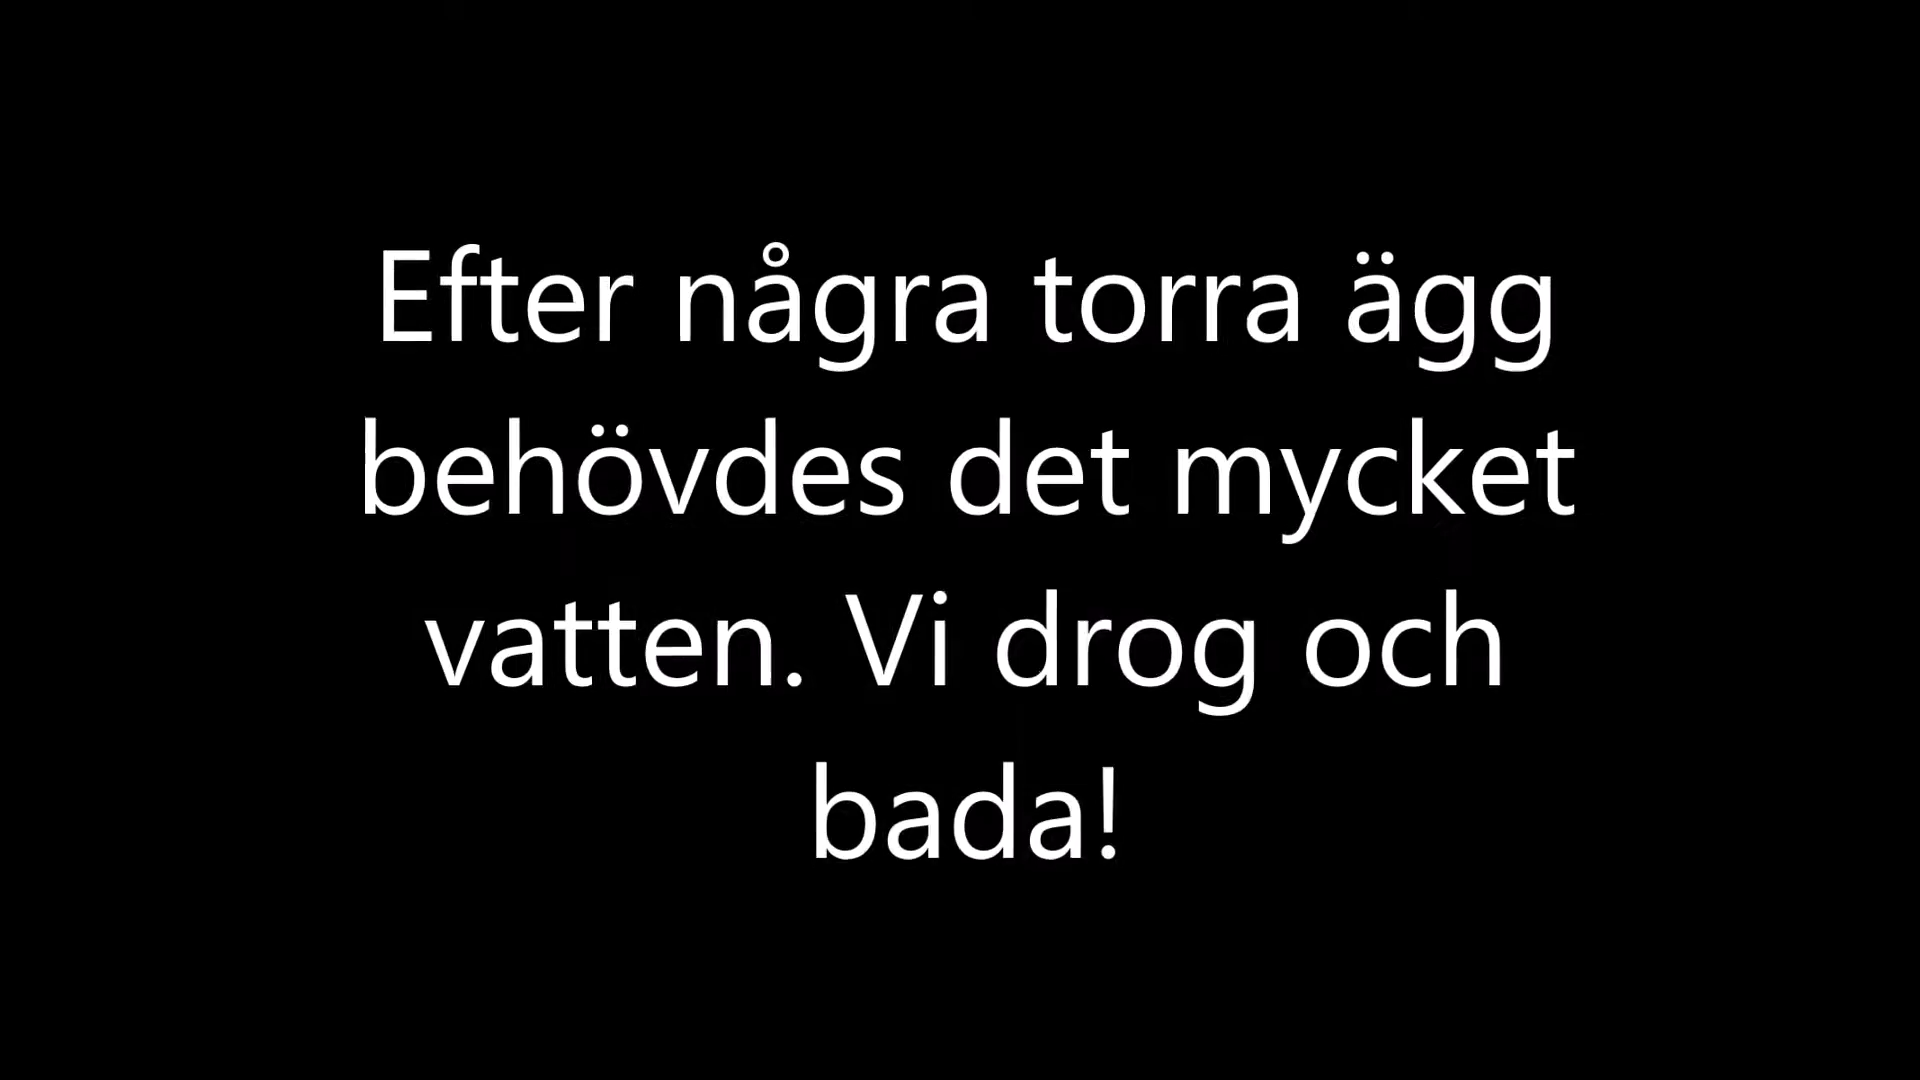 Efter några torra ägg
behövdes det mycket
vatten. Vi drog och
bada!